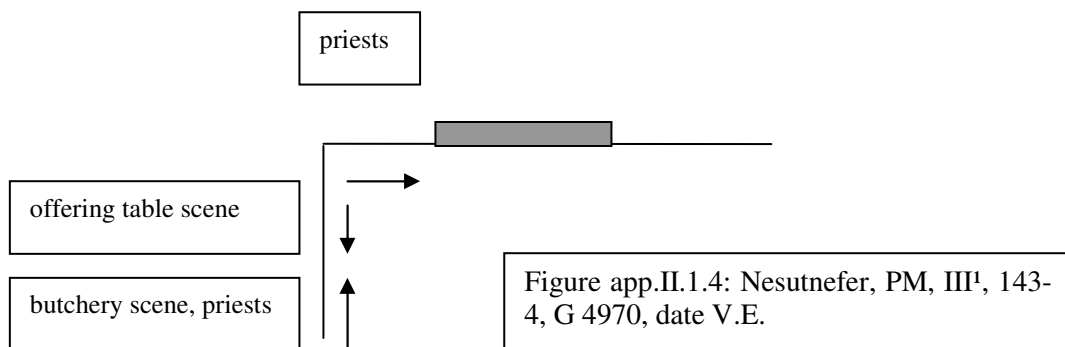 priests
offering table scene
butchery scene, priests
Figure app.II.1.4: Nesutnefer, PM, III¹, 143-
4, G 4970, date V.E.